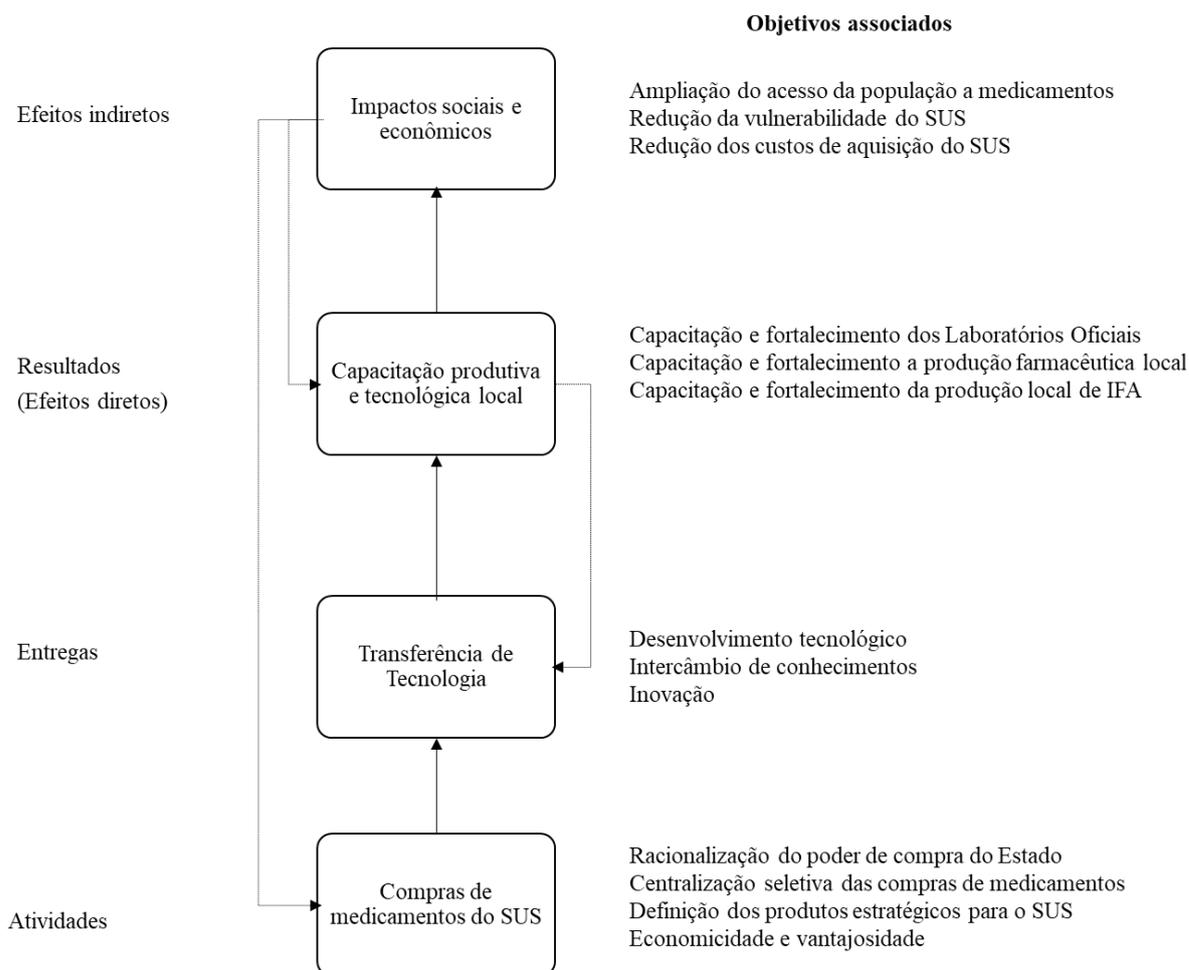 Objetivos associados
Efeitos indiretos
Impactos sociais e
econômicos
Ampliação do acesso da população a medicamentos
Redução da vulnerabilidade do SUS
Redução dos custos de aquisição do SUS
Resultados
(Efeitos diretos)
Capacitação produtiva
e tecnológica local
Capacitação e fortalecimento dos Laboratórios Oficiais
Capacitação e fortalecimento a produção farmacêutica local
Capacitação e fortalecimento da produção local de IFA
Entregas
Transferência de
Tecnologia
Desenvolvimento tecnológico
Intercâmbio de conhecimentos
Inovação
Atividades
Compras de
medicamentos do SUS
Racionalização do poder de compra do Estado
Centralização seletiva das compras de medicamentos
Definição dos produtos estratégicos para o SUS
Economicidade e vantajosidade